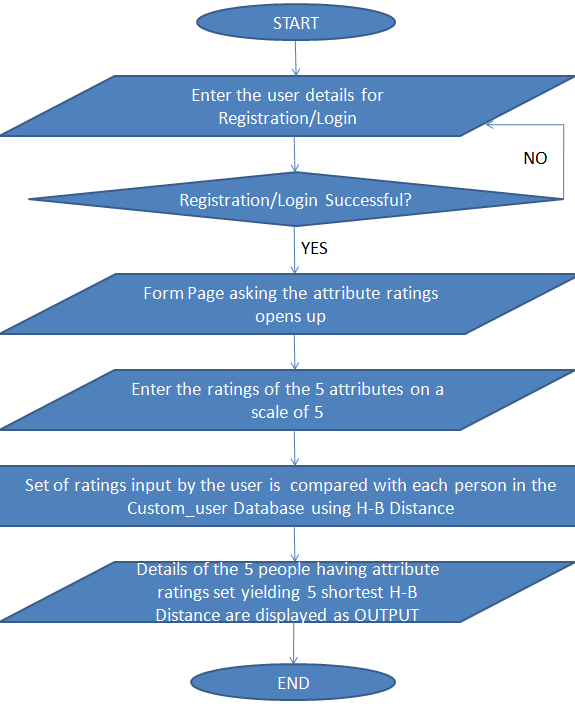 START
Enter the user details for
Registration/Login
NO
Registration/Login Successful?
YES
Form Page asking the attribute ratings
opens up
Enter the ratings of the 5 attributes on a
scale of 5
Set of ratings input by the user is compared with each person in the
Custom_user Database using H-B Distance
Details of the 5 people having attribute
ratings set yielding 5 shortest H-B
Distance are displayed as OUTPUT
END